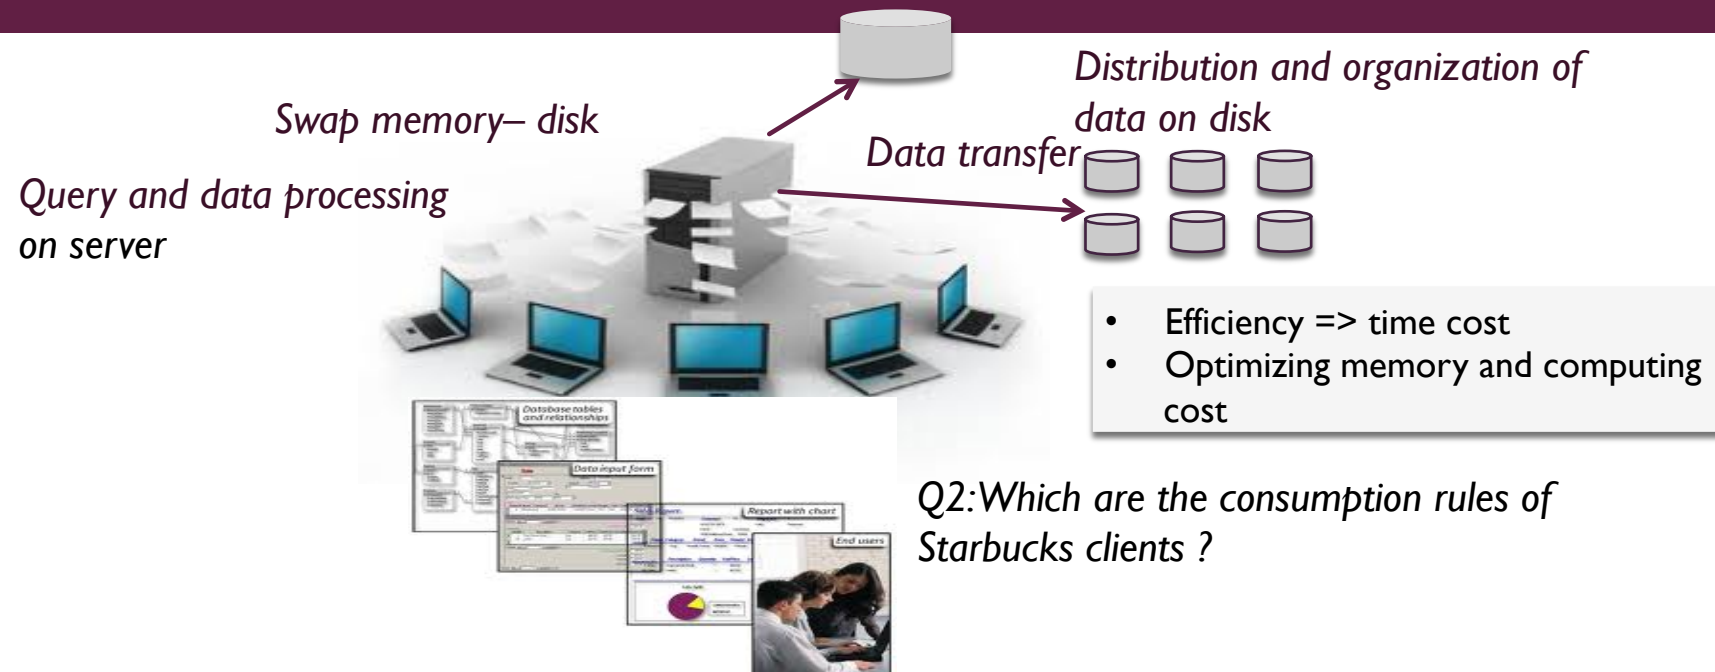 Distribution and organization of
data on disk
Swap memory– disk
Data transfer
Query and data processing
on server
• Efficiency => time cost
• Optimizing memory and computing
cost
Database tables
and relationships
Data input form
Report with chart
End users
Q2:Which are the consumption rules of
Starbucks clients ?